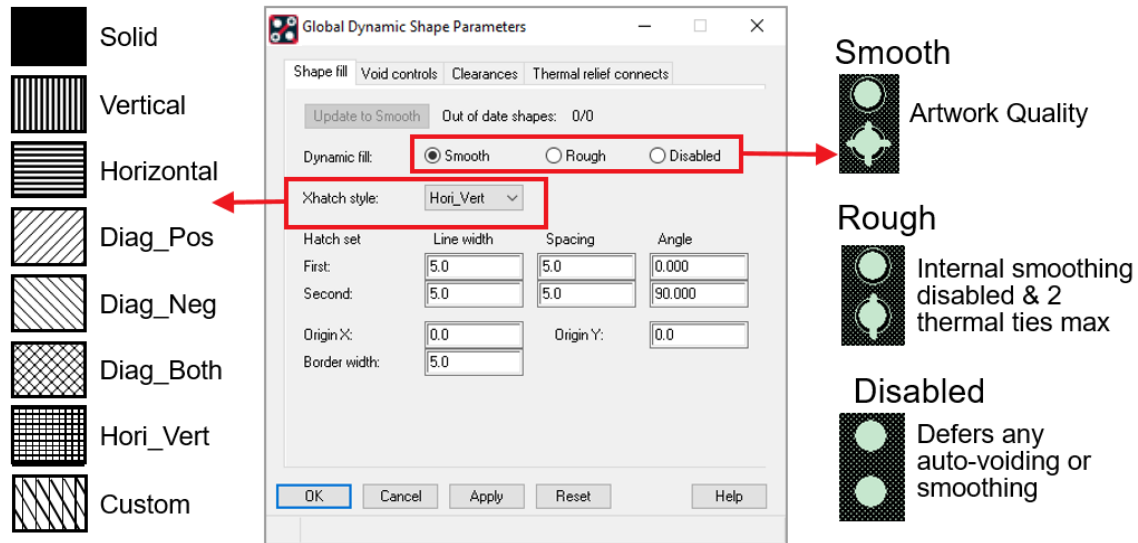 Solid
Vertical
Horizontal
Diag_Pos
Diag_Neg
Diag_Both
Hori_Vert
Custom
Global Dynamic Shape Parameters
Shape fill Void controls Clearances Thermal relief connects
Update to Smooth Out of date shapes: 0/0
Dynamic fill: Smooth Rough Disabled
Xhatch style: Hori_Vert
Hatch set Line width Spacing Angle
First: 5.0 5.0 0.000
Second: 5.0 5.0 90.000
Origin X: 0.0 Origin Y: 0.0
Border width: 5.0
OK Cancel Apply Reset Help
Smooth
Artwork Quality
Rough
Internal smoothing
disabled & 2
thermal ties max
Disabled
Defers any
auto-voiding or
smoothing